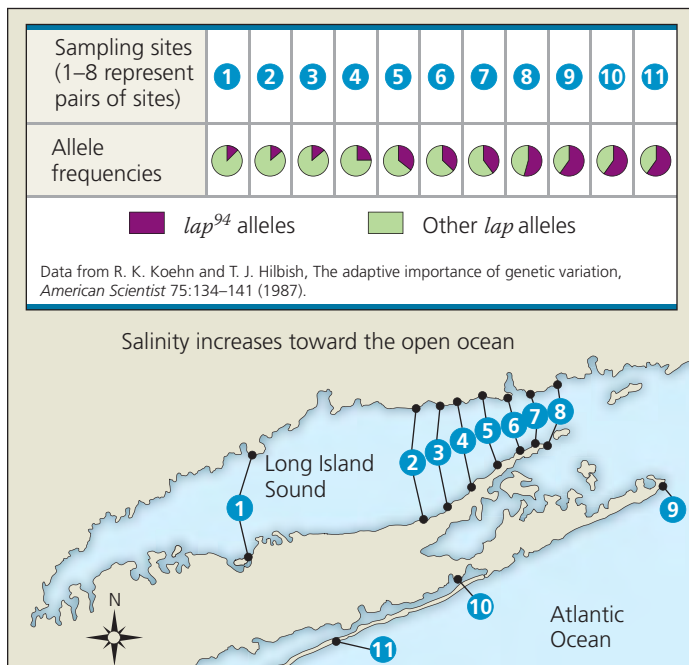 Sampling sites
(1–8 represent
pairs of sites)
1 2 3 4 5 6 7 8 9 10 11
Allele
frequencies
lap94 alleles Other lap alleles
Data from R. K. Koehn and T. J. Hilbish, The adaptive importance of genetic variation,
American Scientist 75:134–141 (1987).
Salinity increases toward the open ocean
1
2
3
4
5
6
7
8
Long Island
Sound
9
N
10
Atlantic
Ocean
11